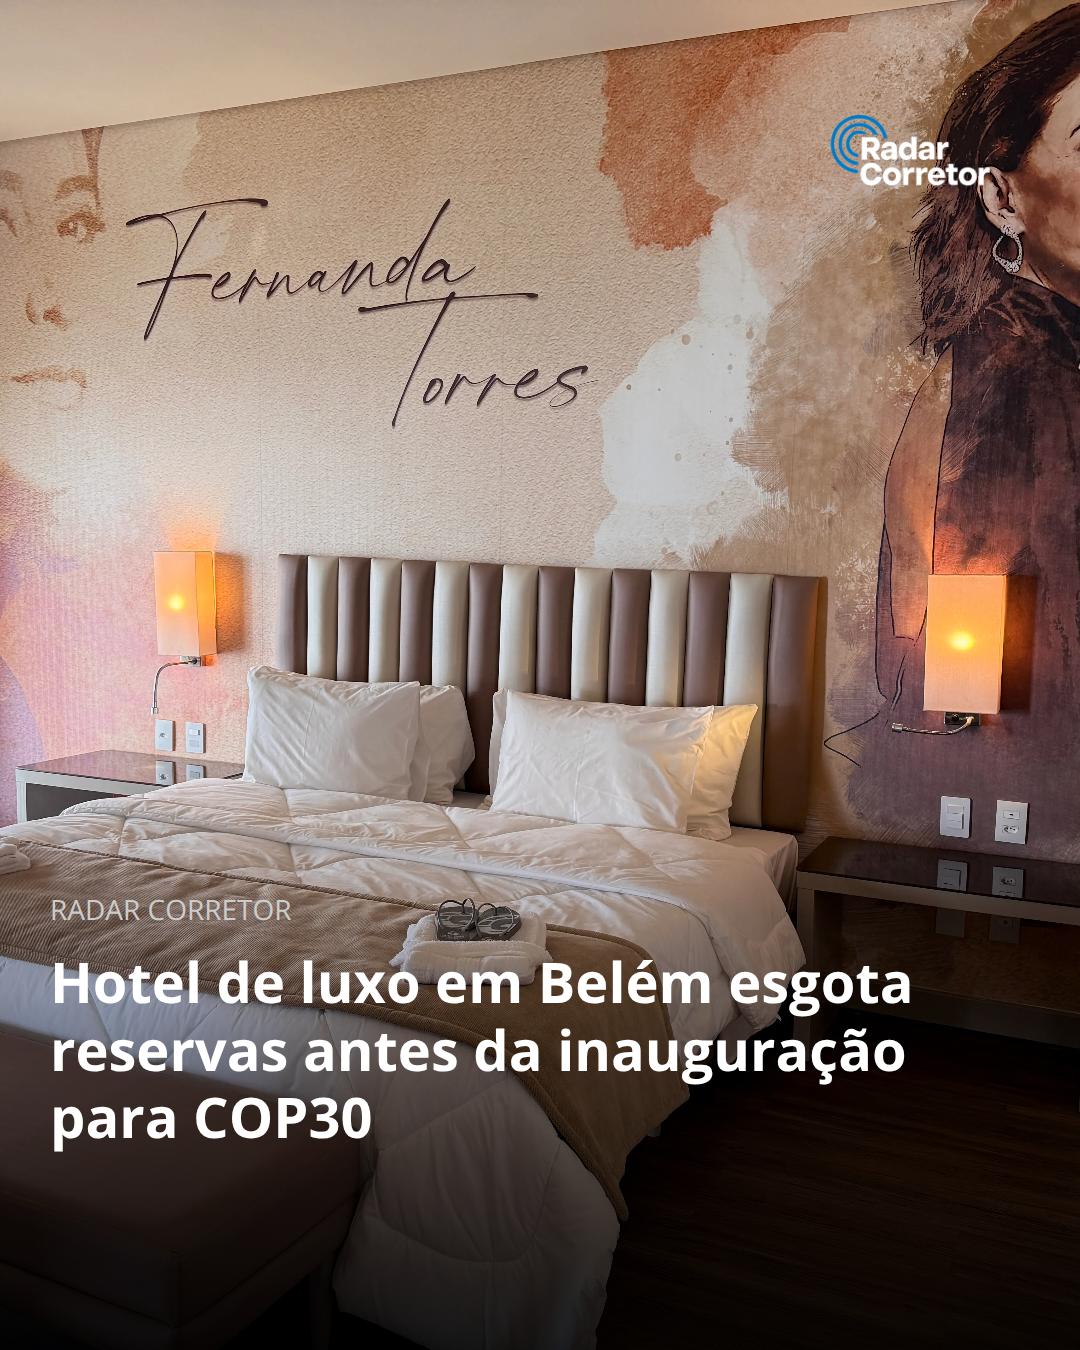 Radar
Corretor
Fernanda
Torres
RADAR CORRETOR
Hotel de luxo em Belém esgota
reservas antes da inauguração
para COP30